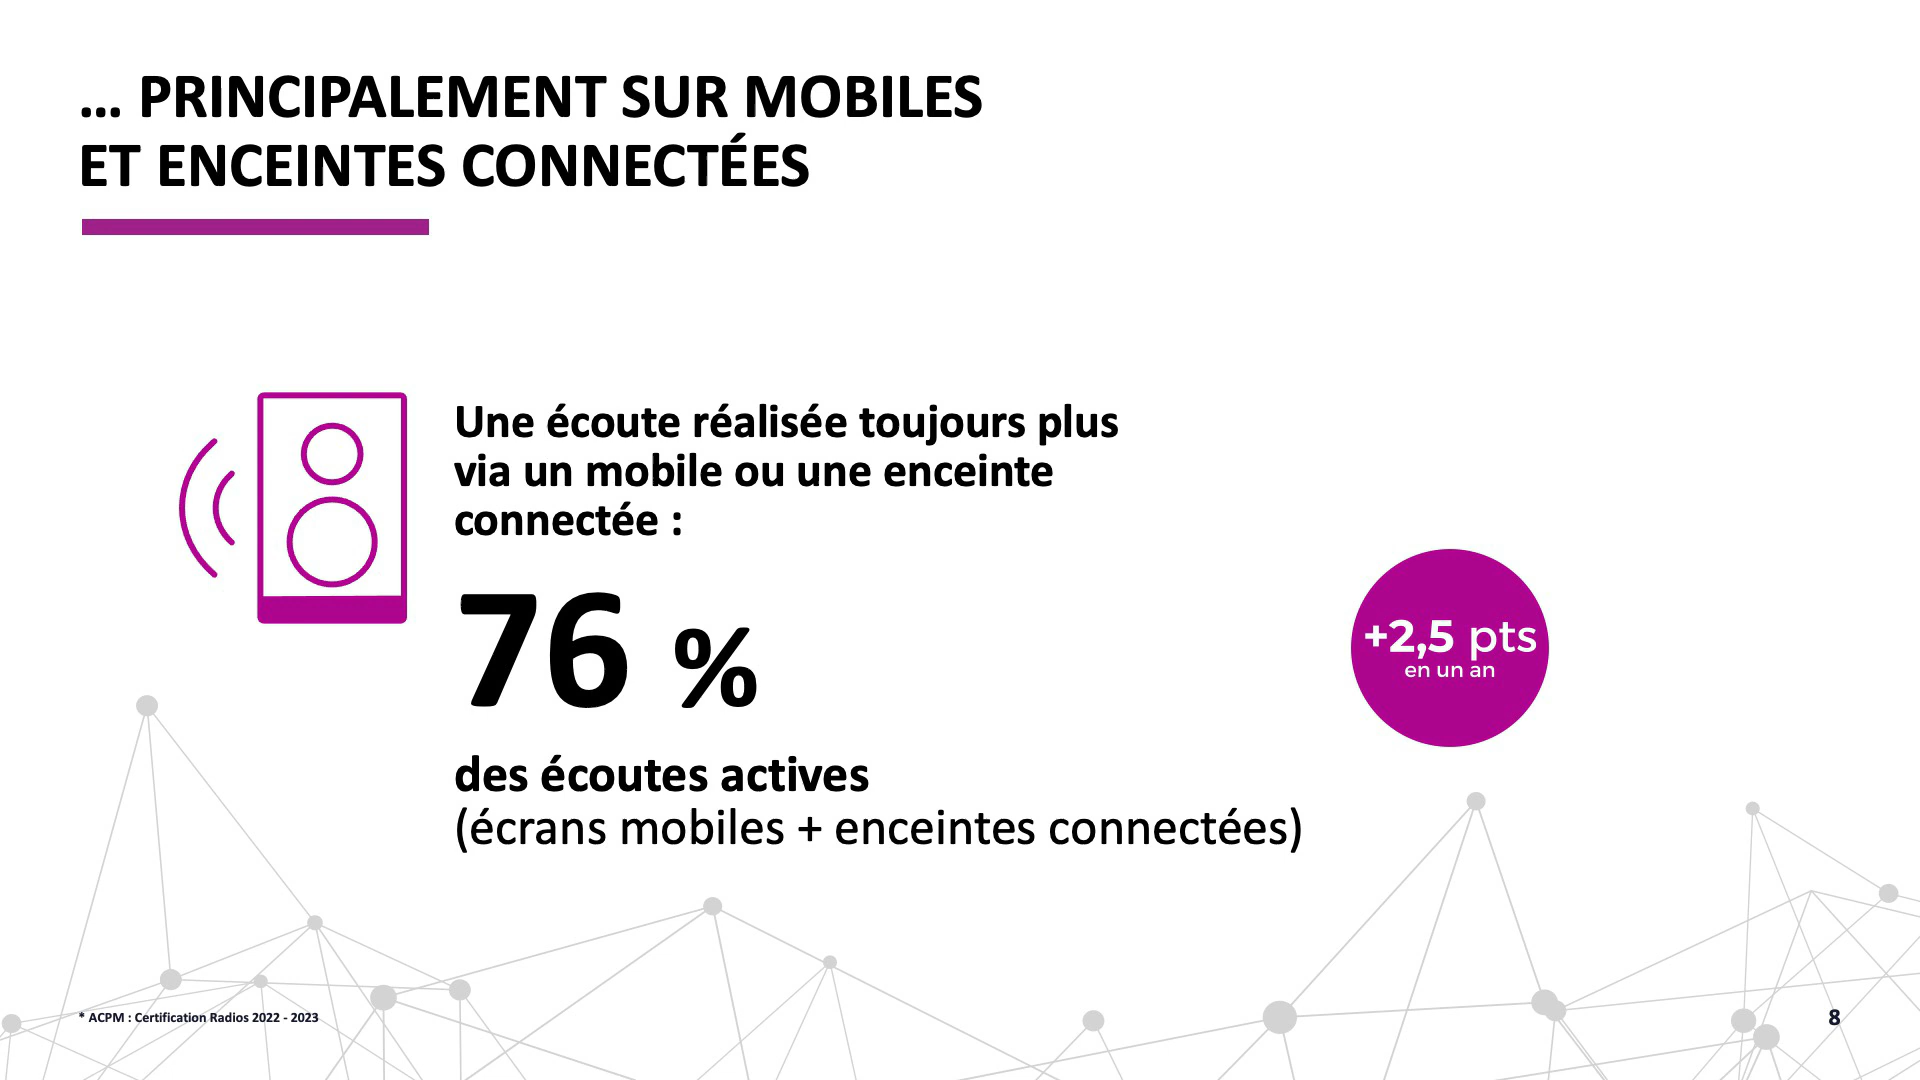 ... PRINCIPALEMENT SUR MOBILES
ET ENCEINTES CONNECTÉES
Une écoute réalisée toujours plus
via un mobile ou une enceinte
connectée :
76 %
+2,5 pts
en un an
des écoutes actives
(écrans mobiles + enceintes connectées)
* ACPM : Certification Radios 2022 - 2023
8